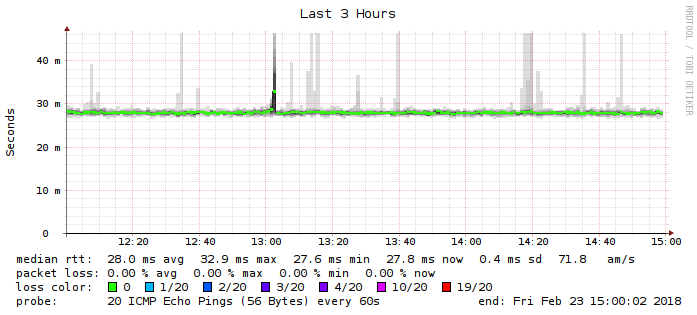 Last 3 Hours
RRDTOOL / TOBI OETIKER
Seconds
40 m
30 m
20 m
10 m
0
12:20 12:40 13:00 13:20 13:40 14:00 14:20 14:40 15:00
median rtt: 28.0 ms avg 32.9 ms max 27.6 ms min 27.8 ms now 0.4 ms sd 71.8 am/s
packet loss: 0.00 % avg 0.00 % max 0.00 % min 0.00 % now
loss color: 0 1/20 2/20 3/20 4/20 10/20 19/20
probe: 20 ICMP Echo Pings (56 Bytes) every 60s end: Fri Feb 23 15:00:02 2018